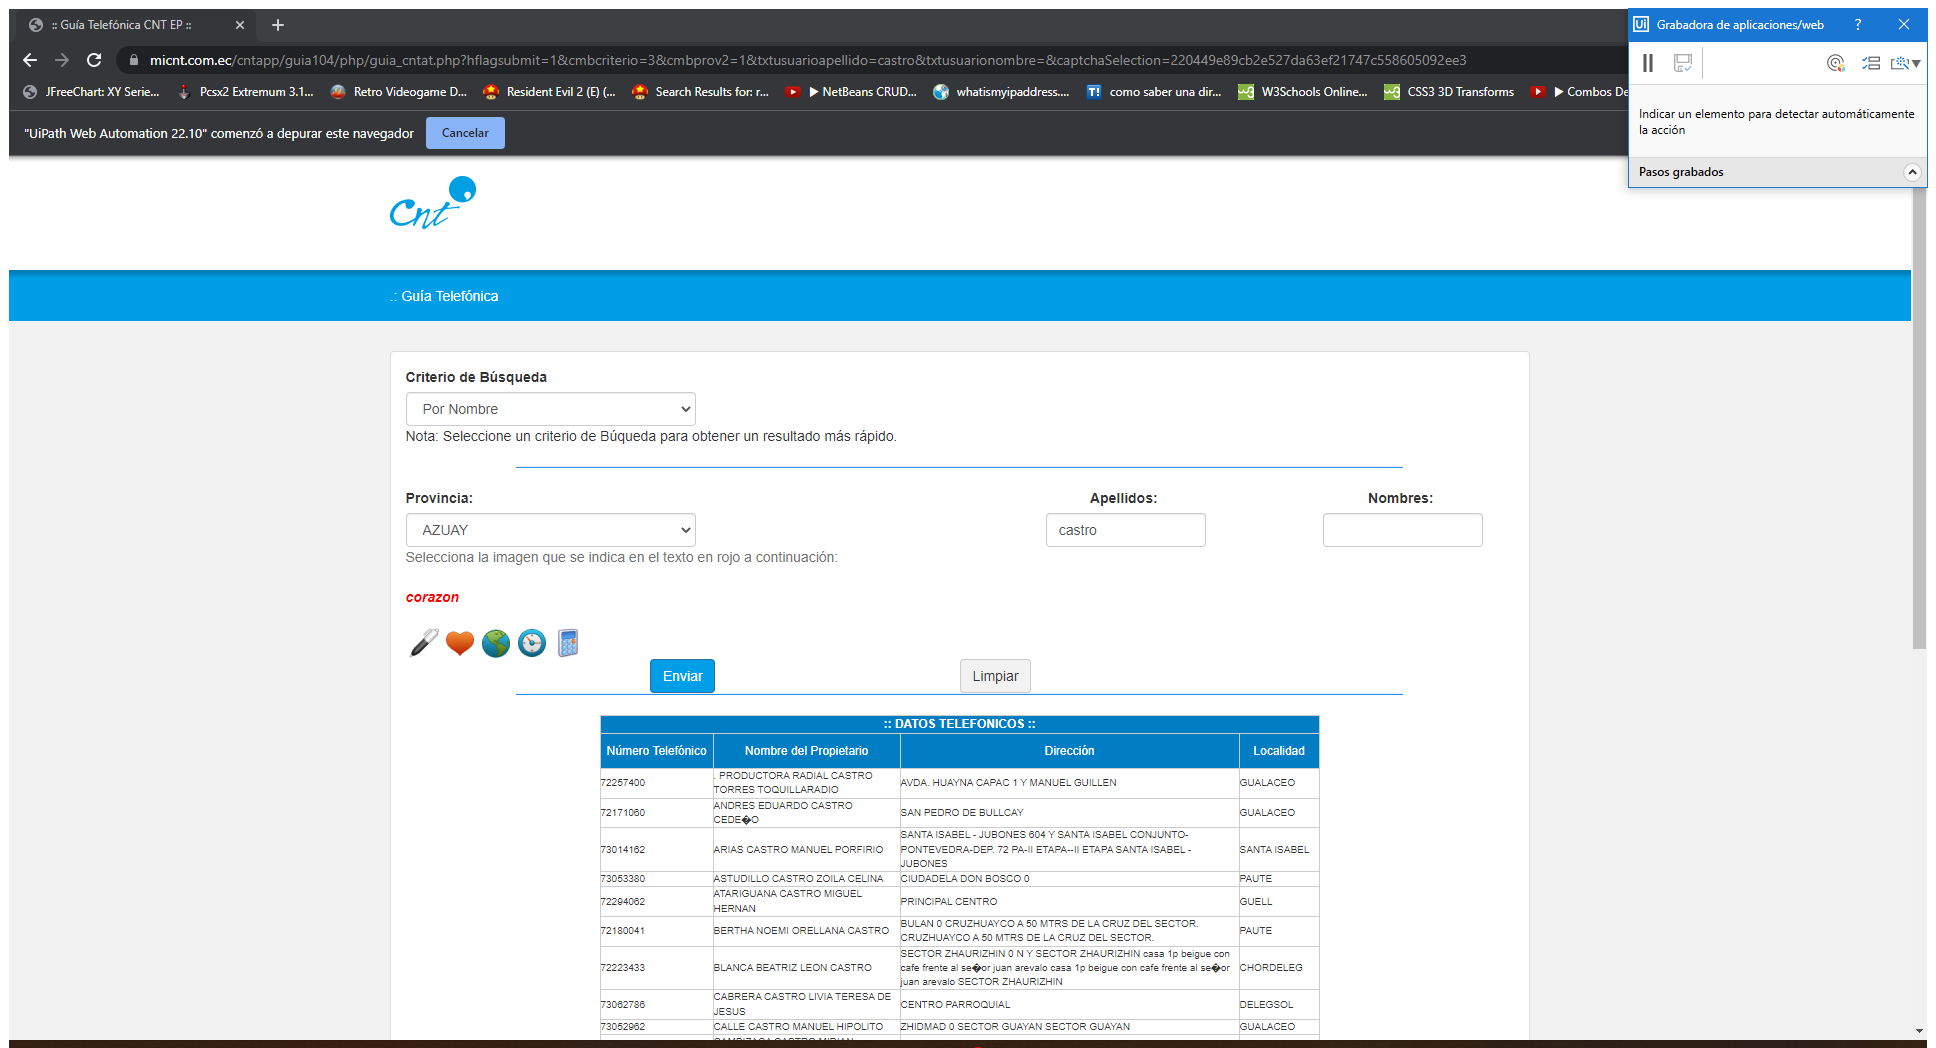 :: Guía Telefónica CNT EP ::
Grabadora de aplicaciones/web
micnt.com.ec/cntapp/guia104/php/guia_cntat.php?hflagsubmit=1&cmbcriterio=3&cmbprov2=1&txtusuarioapellido=castro&txtusuarionombre=&captchaSelection=220449e89cb2e527da63ef21747c558605092ee3
JFreeChart: XY Serie...
Pcsx2 Extremum 3.1...
Retro Videogame D...
Resident Evil 2 (E) (...
Search Results for: r...
▶ NetBeans CRUD...
whatismyipaddress....
como saber una dir...
W3Schools Online...
CSS3 3D Transforms
▶ Combos De
Indicar un elemento para detectar automáticamente
la acción
"UiPath Web Automation 22.10" comenzó a depurar este navegador
Cancelar
Pasos grabados
Cnt
.: Guía Telefónica
Criterio de Búsqueda
Por Nombre
Nota: Seleccione un criterio de Búqueda para obtener un resultado más rápido.
Provincia:
Apellidos:
Nombres:
AZUAY
castro
Selecciona la imagen que se indica en el texto en rojo a continuación:
corazon
Enviar
Limpiar
:: DATOS TELEFONICOS ::
Número Telefónico
Nombre del Propietario
Dirección
Localidad
72257400
. PRODUCTORA RADIAL CASTRO
TORRES TOQUILLARADIO
AVDA. HUAYNA CAPAC 1 Y MANUEL GUILLEN
GUALACEO
72171060
ANDRES EDUARDO CASTRO
CEDE�O
SAN PEDRO DE BULLCAY
GUALACEO
73014162
ARIAS CASTRO MANUEL PORFIRIO
SANTA ISABEL - JUBONES 604 Y SANTA ISABEL CONJUNTO-
PONTEVEDRA-DEP. 72 PA-II ETAPA--II ETAPA SANTA ISABEL -
JUBONES
SANTA ISABEL
73053380
ASTUDILLO CASTRO ZOILA CELINA
CIUDADELA DON BOSCO 0
PAUTE
72294062
ATARIGUANA CASTRO MIGUEL
HERNAN
PRINCIPAL CENTRO
GUELL
72180041
BERTHA NOEMI ORELLANA CASTRO
BULAN 0 CRUZHUAYCO A 50 MTRS DE LA CRUZ DEL SECTOR.
CRUZHUAYCO A 50 MTRS DE LA CRUZ DEL SECTOR.
PAUTE
72223433
BLANCA BEATRIZ LEON CASTRO
SECTOR ZHAURIZHIN 0 N Y SECTOR ZHAURIZHIN casa 1p beigue con
cafe frente al se�or juan arevalo casa 1p beigue con cafe frente al se�or
juan arevalo SECTOR ZHAURIZHIN
CHORDELEG
73062786
CABRERA CASTRO LIVIA TERESA DE
JESUS
CENTRO PARROQUIAL
DELEGSOL
73052962
CALLE CASTRO MANUEL HIPOLITO
ZHIDMAD 0 SECTOR GUAYAN SECTOR GUAYAN
GUALACEO